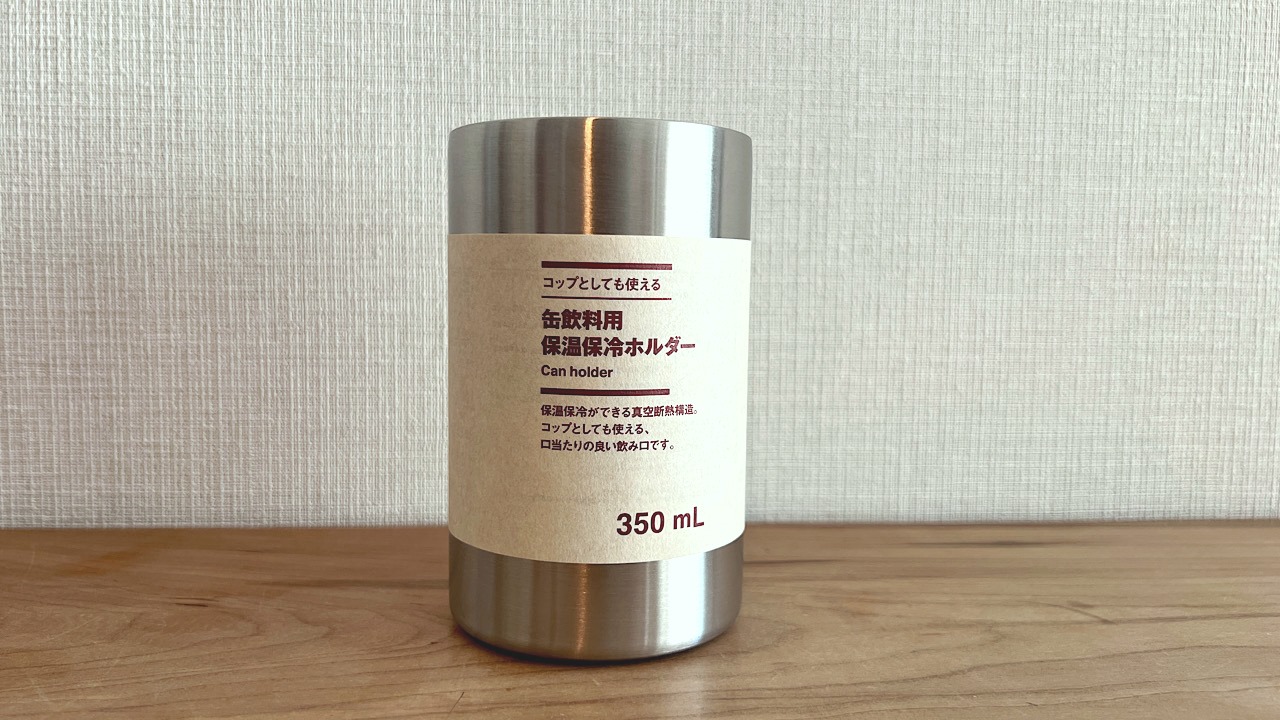 コップとしても使える
缶飲料用
保温保冷ホルダー
Can holder
保温保冷ができる真空断熱構造。
コップとしても使える、
口当たりの良い飲み口です。
350 mL